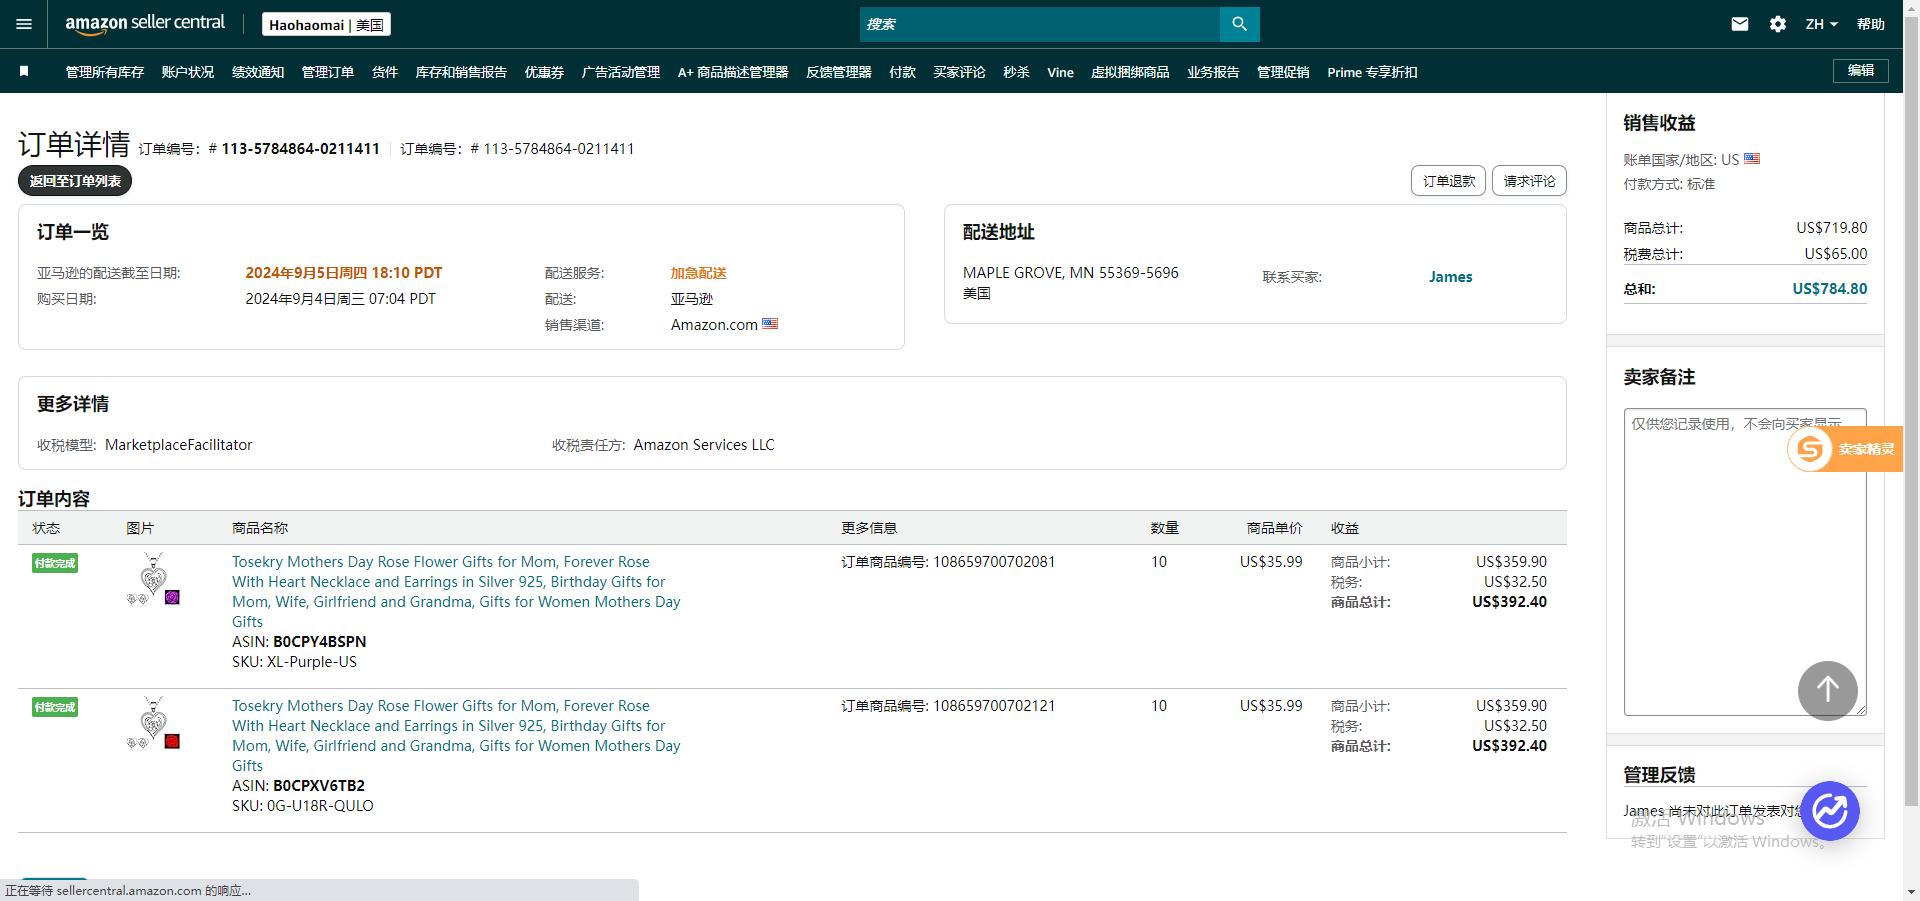 amazon seller central
Haohaomai | 美国
搜索
ZH
帮助
管理所有库存 账户状况 绩效通知 管理订单 货件 库存和销售报告 优惠券 广告活动管理 A+ 商品描述管理器 反馈管理器 付款 买家评论 秒杀 Vine 虚拟捆绑商品 业务报告 管理促销 Prime 专享折扣
编辑
订单详情 订单编号： # 113-5784864-0211411 订单编号： # 113-5784864-0211411
返回至订单列表
订单退款 请求评论
订单一览
亚马逊的配送截至日期: 2024年9月5日周四 18:10 PDT
购买日期: 2024年9月4日周三 07:04 PDT
配送服务: 加急配送
配送: 亚马逊
销售渠道: Amazon.com
配送地址
MAPLE GROVE, MN 55369-5696
美国
联系买家: James
更多详情
收税模型: MarketplaceFacilitator
收税责任方: Amazon Services LLC
订单内容
状态 图片 商品名称 更多信息 数量 商品单价 收益
付款完成
Tosekry Mothers Day Rose Flower Gifts for Mom, Forever Rose
With Heart Necklace and Earrings in Silver 925, Birthday Gifts for
Mom, Wife, Girlfriend and Grandma, Gifts for Women Mothers Day
Gifts
ASIN: B0CPY4BSPN
SKU: XL-Purple-US
订单商品编号: 108659700702081
10
US$35.99
商品小计: US$359.90
税务: US$32.50
商品总计: US$392.40
付款完成
Tosekry Mothers Day Rose Flower Gifts for Mom, Forever Rose
With Heart Necklace and Earrings in Silver 925, Birthday Gifts for
Mom, Wife, Girlfriend and Grandma, Gifts for Women Mothers Day
Gifts
ASIN: B0CPXV6TB2
SKU: 0G-U18R-QULO
订单商品编号: 108659700702121
10
US$35.99
商品小计: US$359.90
税务: US$32.50
商品总计: US$392.40
销售收益
账单国家/地区: US
付款方式: 标准
商品总计: US$719.80
税费总计: US$65.00
总和: US$784.80
卖家备注
仅供您记录使用，不会向买家显示
卖家精灵
管理反馈
James 尚未对此订单发表对您
激活 Windows
转到“设置”以激活 Windows。
正在等待 sellercentral.amazon.com 的响应...